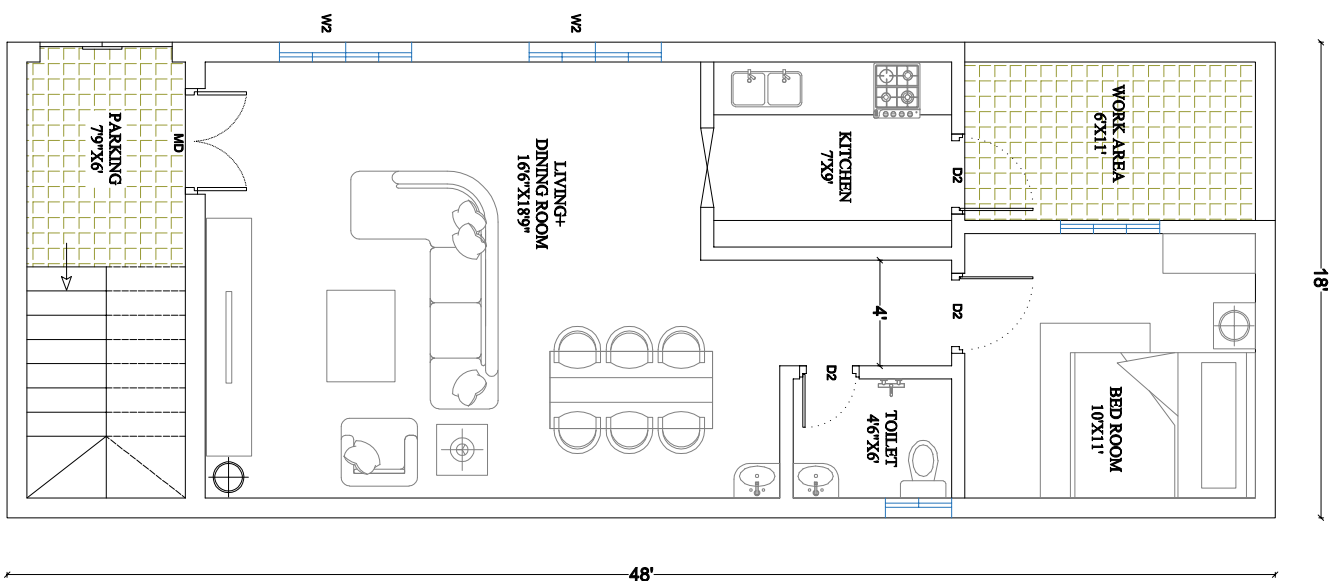 W2
W2
PARKING
7'9"X6'
MD
LIVING+
DINING ROOM
16'6"X18'9"
KITCHEN
7'X9'
D2
WORK AREA
6'X11'
D2
4'
D2
TOILET
4'6"X6'
BED ROOM
10'X11'
18'
48'